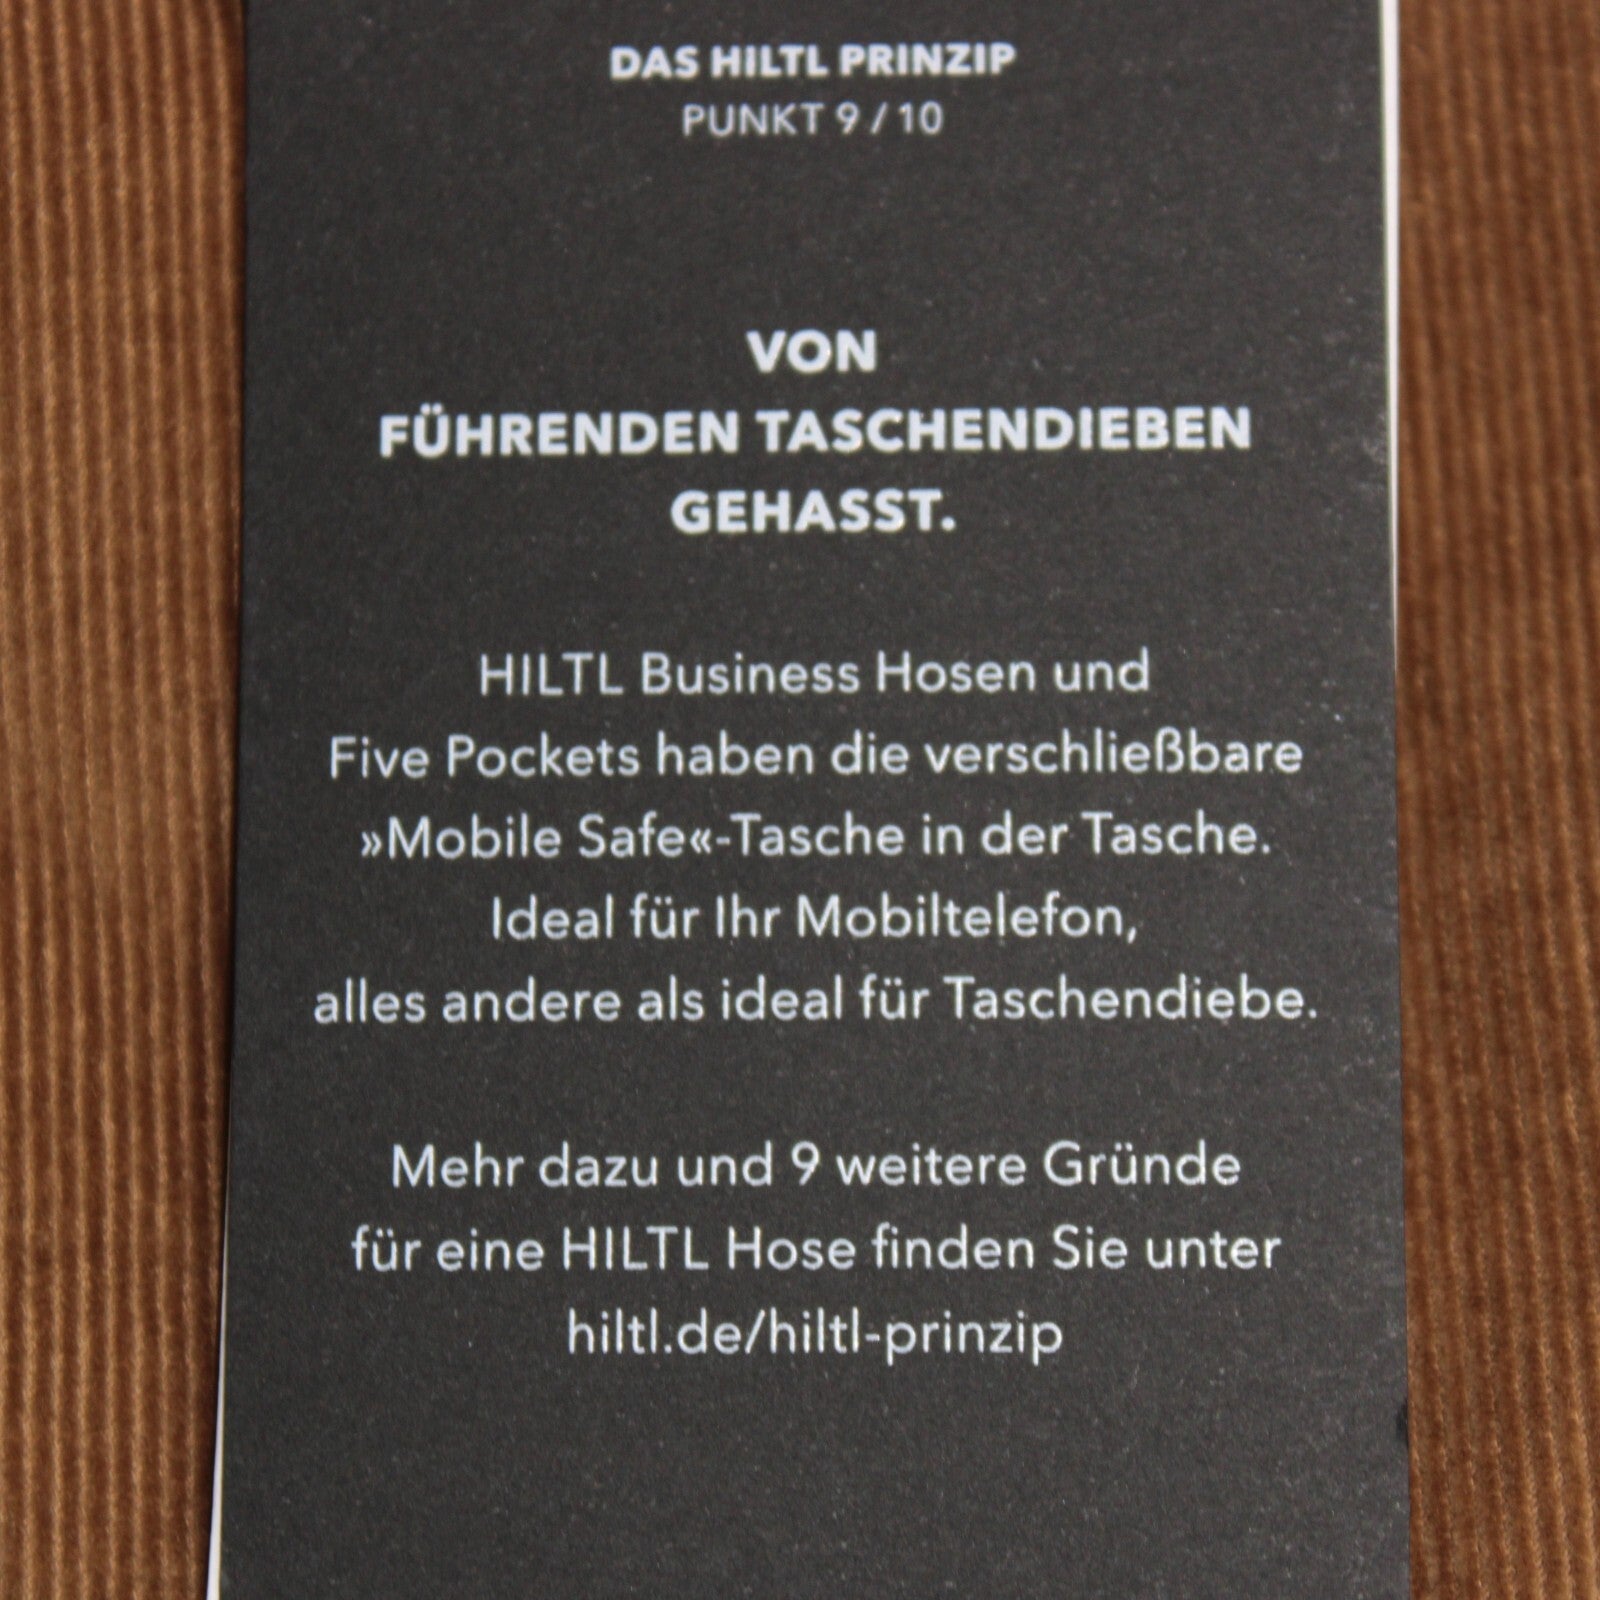 DAS HILTL PRINZIP
PUNKT 9 / 10
VON
FÜHRENDEN TASCHENDIEBEN
GEHASST.
HILTL Business Hosen und
Five Pockets haben die verschließbare
»Mobile Safe«-Tasche in der Tasche.
Ideal für Ihr Mobiltelefon,
alles andere als ideal für Taschendiebe.
Mehr dazu und 9 weitere Gründe
für eine HILTL Hose finden Sie unter
hiltl.de/hiltl-prinzip